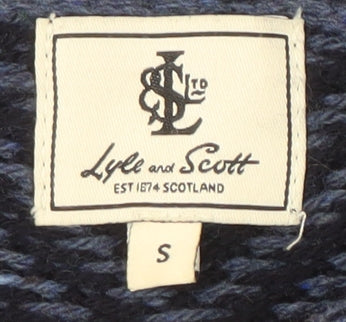 L&S LTD
Lyle and Scott
EST 1874 SCOTLAND
S